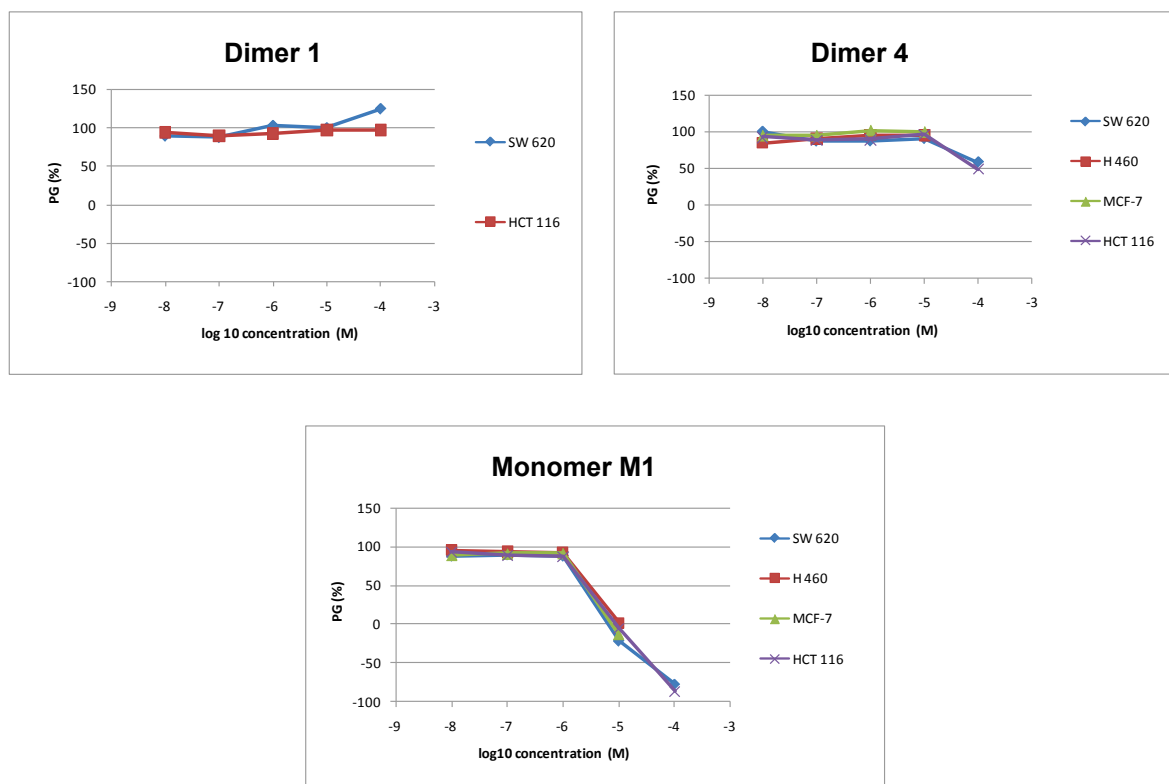 Dimer 1
150
100
50
0
-50
-100
PG (%)
-9 -8 -7 -6 -5 -4 -3
log 10 concentration (M)
SW 620
HCT 116
Dimer 4
150
100
50
0
-50
-100
PG (%)
-9 -8 -7 -6 -5 -4 -3
log10 concentration (M)
SW 620
H 460
MCF-7
HCT 116
Monomer M1
150
100
50
0
-50
-100
PG (%)
-9 -8 -7 -6 -5 -4 -3
log10 concentration (M)
SW 620
H 460
MCF-7
HCT 116